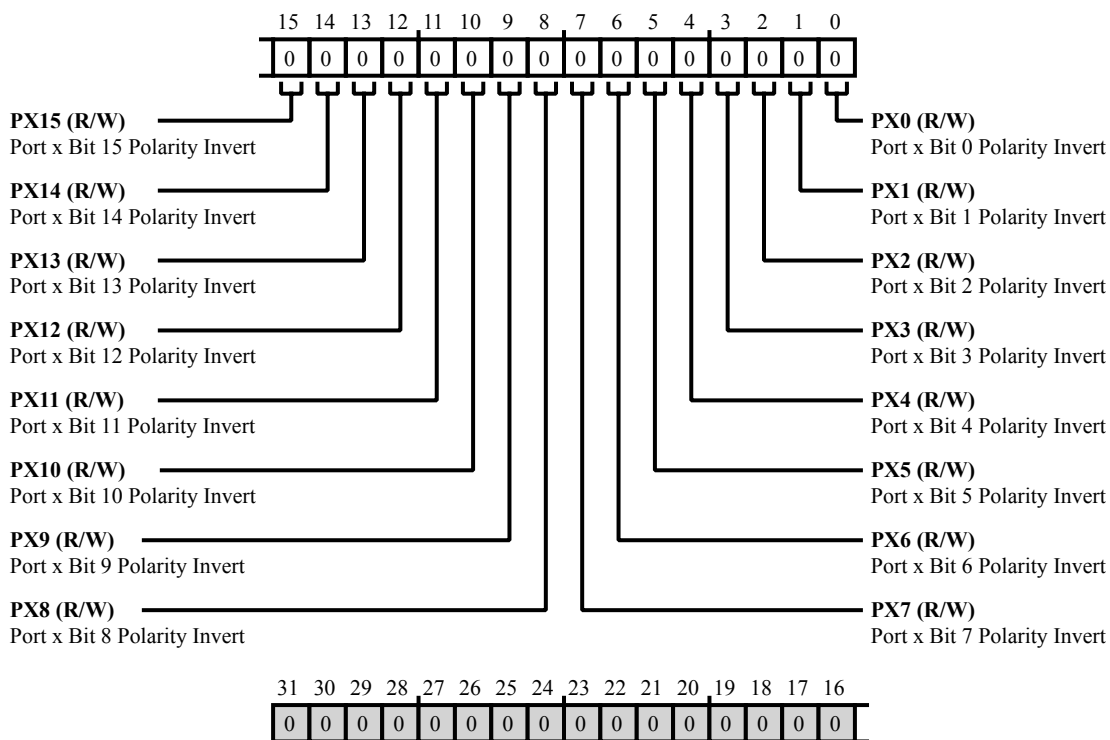 15 14 13 12 11 10 9 8 7 6 5 4 3 2 1 0
0 0 0 0 0 0 0 0 0 0 0 0 0 0 0 0
PX15 (R/W)
Port x Bit 15 Polarity Invert
PX14 (R/W)
Port x Bit 14 Polarity Invert
PX13 (R/W)
Port x Bit 13 Polarity Invert
PX12 (R/W)
Port x Bit 12 Polarity Invert
PX11 (R/W)
Port x Bit 11 Polarity Invert
PX10 (R/W)
Port x Bit 10 Polarity Invert
PX9 (R/W)
Port x Bit 9 Polarity Invert
PX8 (R/W)
Port x Bit 8 Polarity Invert
PX0 (R/W)
Port x Bit 0 Polarity Invert
PX1 (R/W)
Port x Bit 1 Polarity Invert
PX2 (R/W)
Port x Bit 2 Polarity Invert
PX3 (R/W)
Port x Bit 3 Polarity Invert
PX4 (R/W)
Port x Bit 4 Polarity Invert
PX5 (R/W)
Port x Bit 5 Polarity Invert
PX6 (R/W)
Port x Bit 6 Polarity Invert
PX7 (R/W)
Port x Bit 7 Polarity Invert
31 30 29 28 27 26 25 24 23 22 21 20 19 18 17 16
0 0 0 0 0 0 0 0 0 0 0 0 0 0 0 0